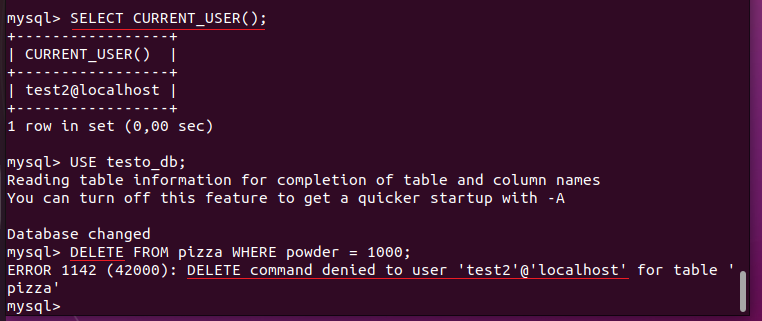 mysql> SELECT CURRENT_USER();
+-----------------+
| CURRENT_USER()  |
+-----------------+
| test2@localhost |
+-----------------+
1 row in set (0,00 sec)
mysql> USE testo_db;
Reading table information for completion of table and column names
You can turn off this feature to get a quicker startup with -A
Database changed
mysql> DELETE FROM pizza WHERE powder = 1000;
ERROR 1142 (42000): DELETE command denied to user 'test2'@'localhost' for table '
pizza'
mysql>